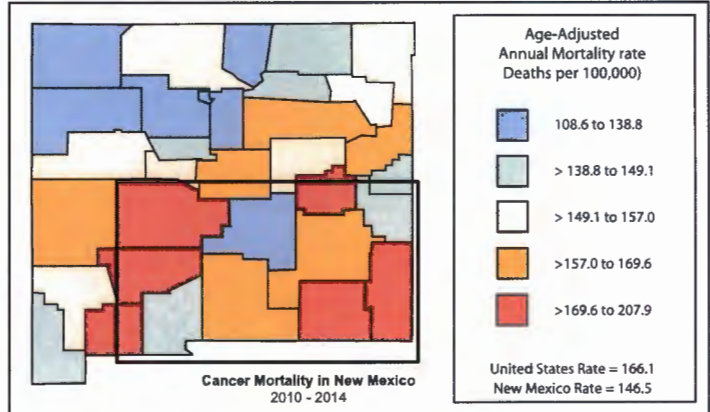 Age-Adjusted
Annual Mortality rate
Deaths per 100,000)
108.6 to 138.8
> 138.8 to 149.1
> 149.1 to 157.0
>157.0 to 169.6
>169.6 to 207.9
United States Rate = 166.1
New Mexico Rate = 146.5
Cancer Mortality in New Mexico
2010 - 2014